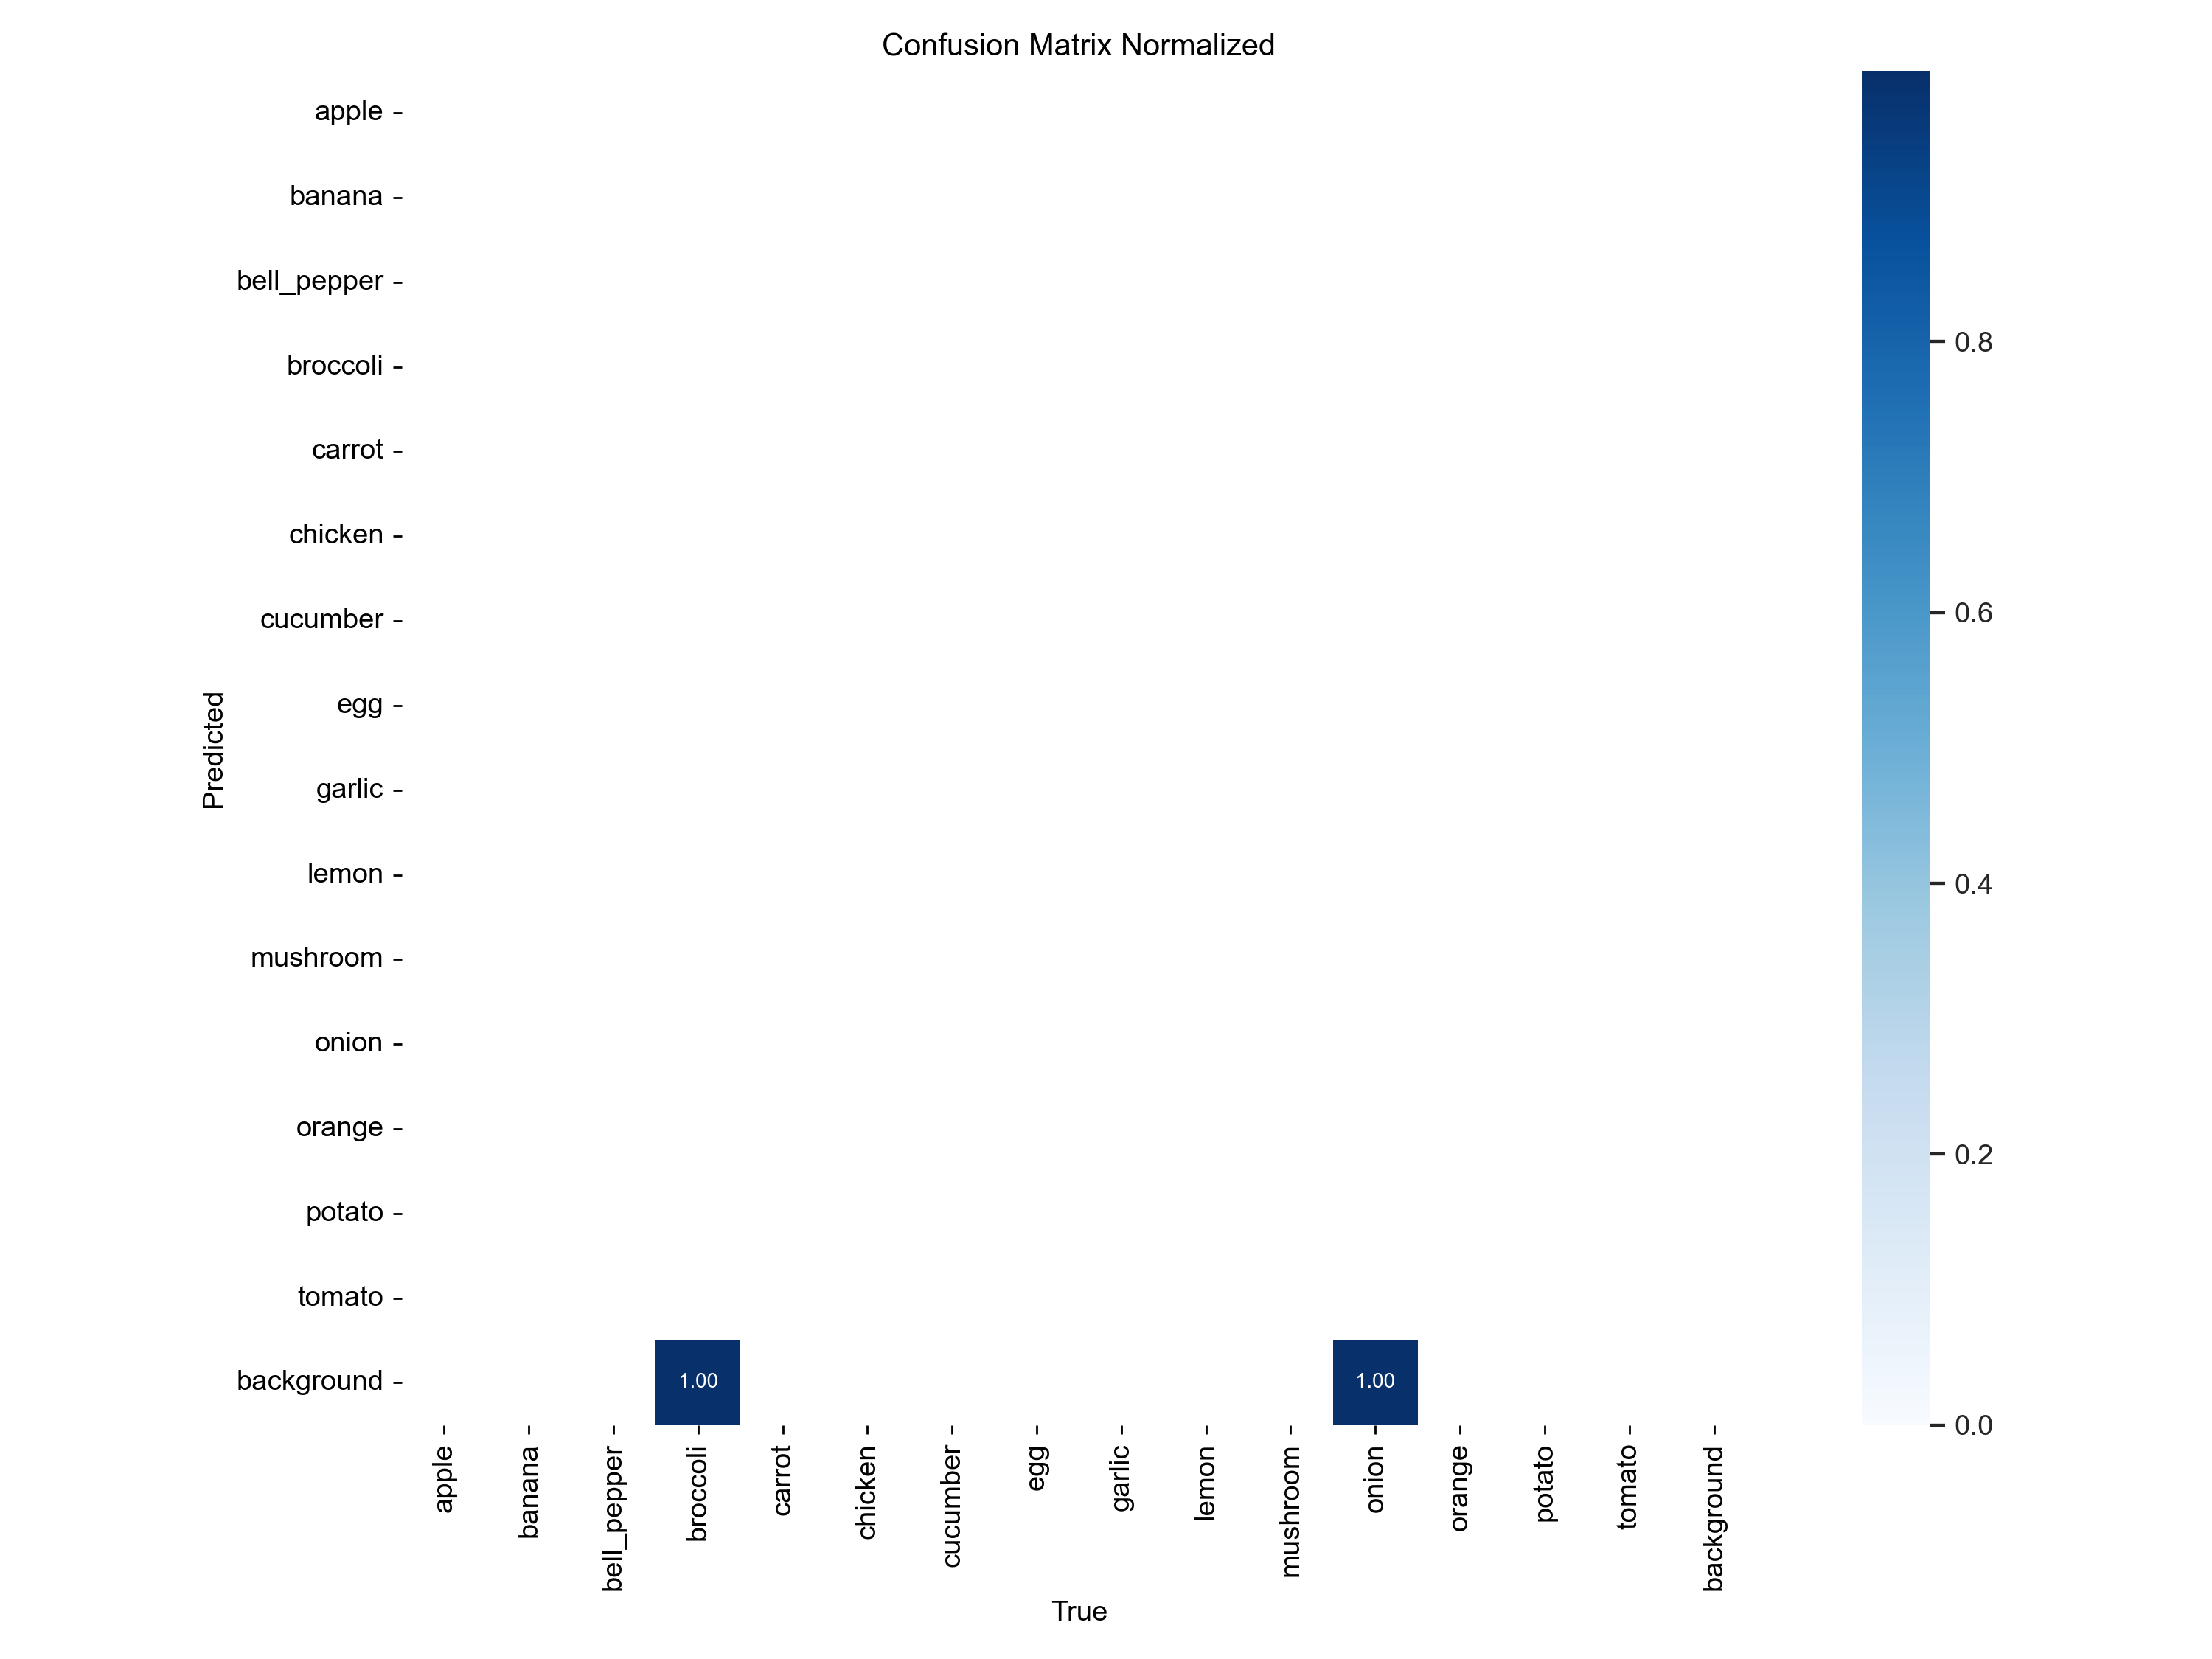 Confusion Matrix Normalized
apple
banana
bell_pepper
broccoli
carrot
chicken
cucumber
egg
garlic
lemon
mushroom
onion
orange
potato
tomato
background
Predicted
1.00 1.00
apple banana bell_pepper broccoli carrot chicken cucumber egg garlic lemon mushroom onion orange potato tomato background
True
0.8
0.6
0.4
0.2
0.0